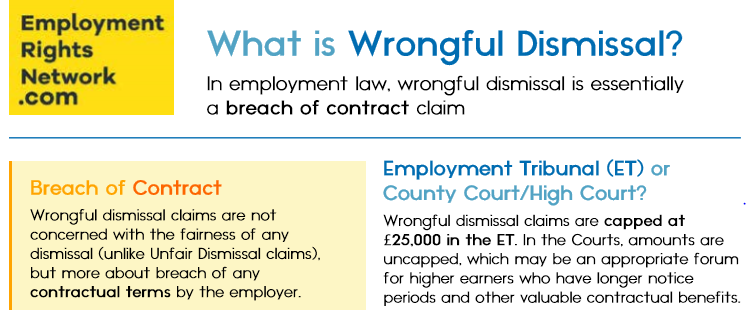 Employment
Rights
Network
.com
What is Wrongful Dismissal?
In employment law, wrongful dismissal is essentially
a breach of contract claim
Breach of Contract
Wrongful dismissal claims are not
concerned with the fairness of any
dismissal (unlike Unfair Dismissal claims),
but more about breach of any
contractual terms by the employer.
Employment Tribunal (ET) or
County Court/High Court?
Wrongful dismissal claims are capped at
£25,000 in the ET. In the Courts, amounts are
uncapped, which may be an appropriate forum
for higher earners who have longer notice
periods and other valuable contractual benefits.